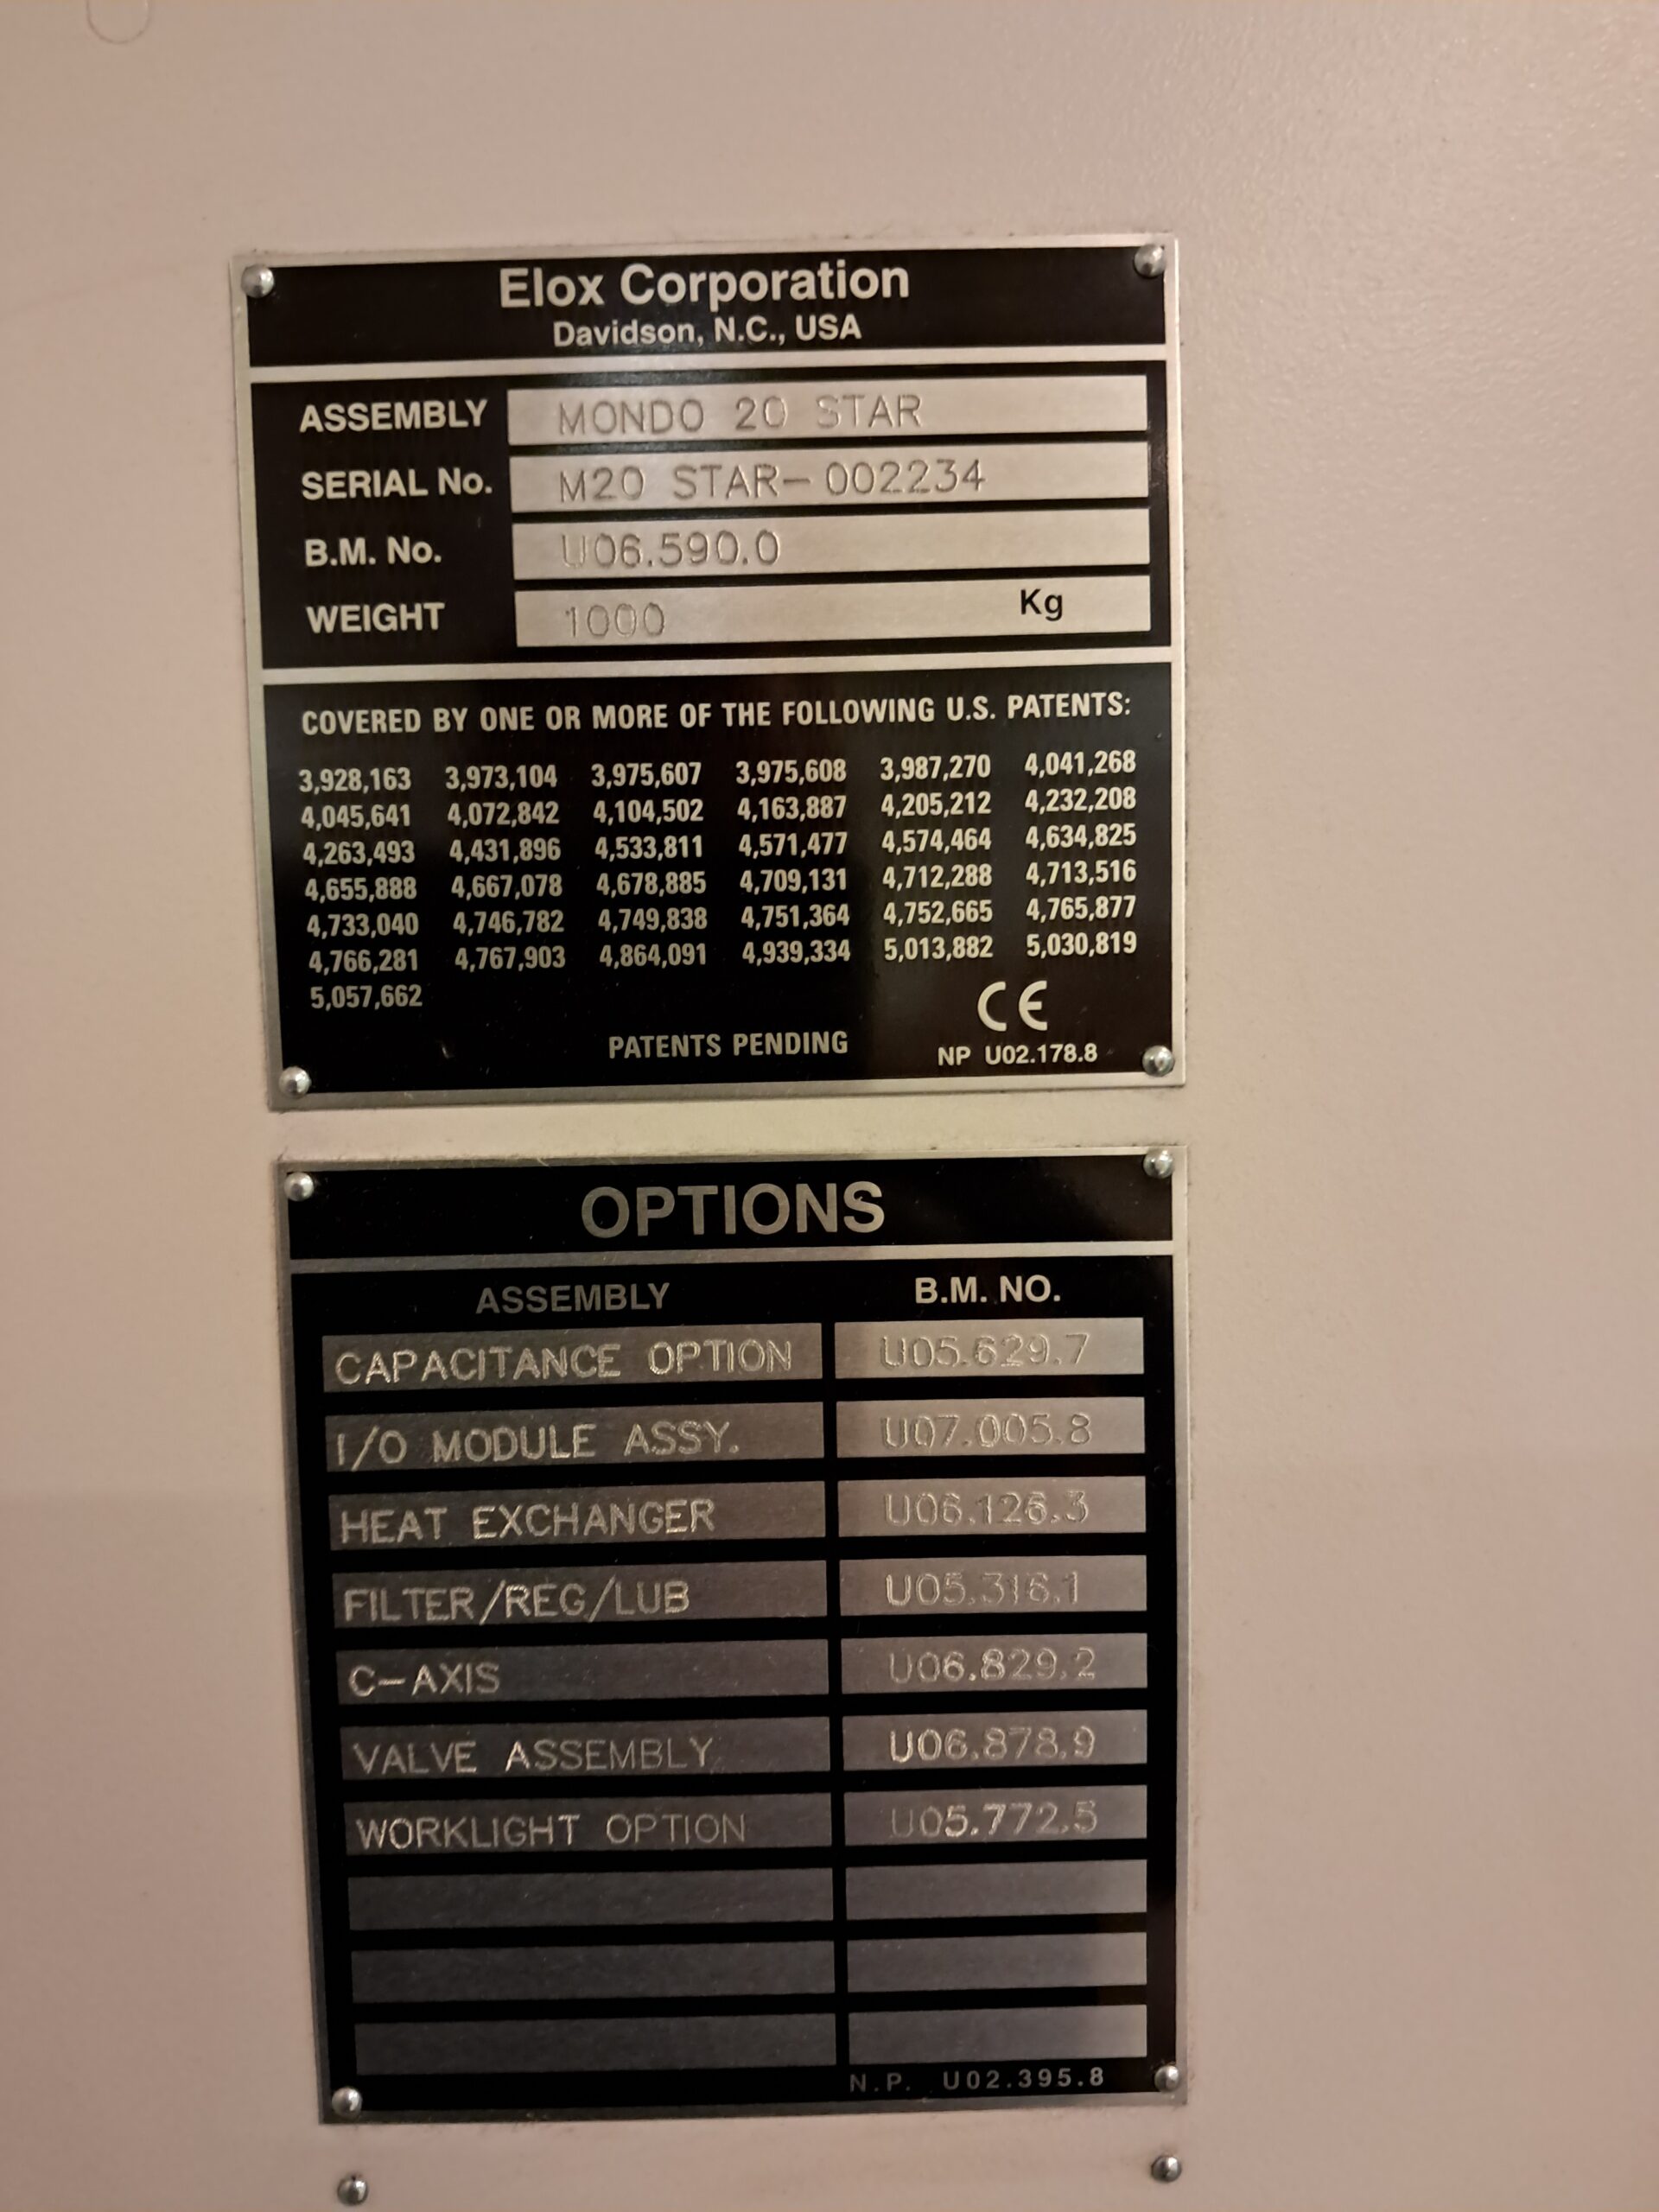 Elox Corporation
Davidson, N.C., USA
ASSEMBLY MONDO 20 STAR
SERIAL No. M20 STAR-002234
B.M. No. U06.590.0
WEIGHT 1000 Kg
COVERED BY ONE OR MORE OF THE FOLLOWING U.S. PATENTS:
3,928,163 3,973,104 3,975,607 3,975,608 3,987,270 4,041,268
4,045,641 4,072,842 4,104,502 4,163,887 4,205,212 4,232,208
4,263,493 4,431,896 4,533,811 4,571,477 4,574,464 4,634,825
4,655,888 4,667,078 4,678,885 4,709,131 4,712,288 4,713,516
4,733,040 4,746,782 4,749,838 4,751,364 4,752,665 4,765,877
4,766,281 4,767,903 4,864,091 4,939,334 5,013,882 5,030,819
5,057,662
CE
PATENTS PENDING NP U02.178.8
OPTIONS
ASSEMBLY B.M. NO.
CAPACITANCE OPTION U05.629.7
I/O MODULE ASSY. U07.005.8
HEAT EXCHANGER U06.126.3
FILTER/REG/LUB U05.316.1
C-AXIS U06.829.2
VALVE ASSEMBLY U06.878.9
WORKLIGHT OPTION U05.772.5
N.P. U02.395.8